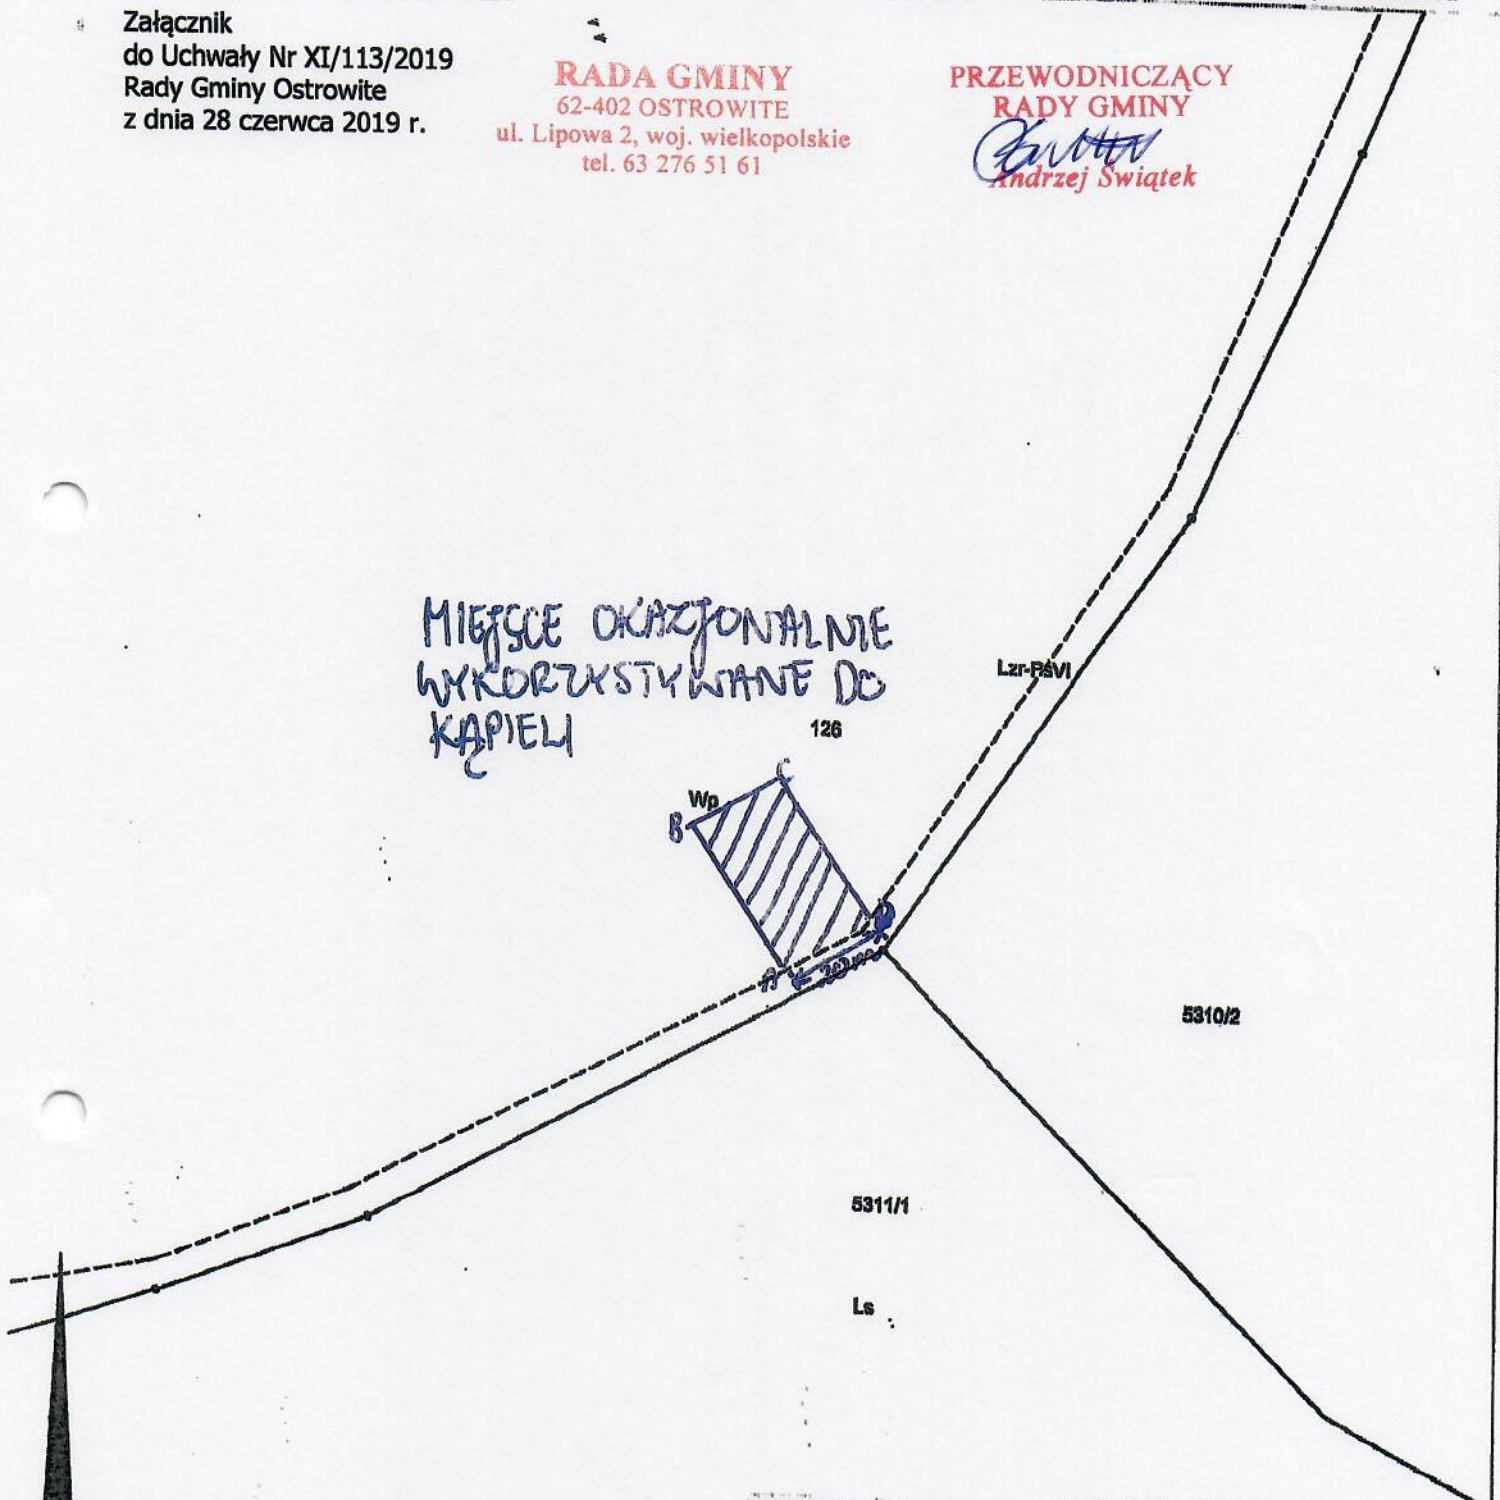 Załącznik
do Uchwały Nr XI/113/2019
Rady Gminy Ostrowite
z dnia 28 czerwca 2019 r.
RADA GMINY
62-402 OSTROWITE
ul. Lipowa 2, woj. wielkopolskie
tel. 63 276 51 61
PRZEWODNICZĄCY
RADY GMINY
Andrzej Świątek
MIEJSCE OKAZJONALNIE
WYKORZYSTYWANE DO
KĄPIELI
Lzr-PsVI
126
C
Wp
B
D
A
20 m
5310/2
5311/1
Ls